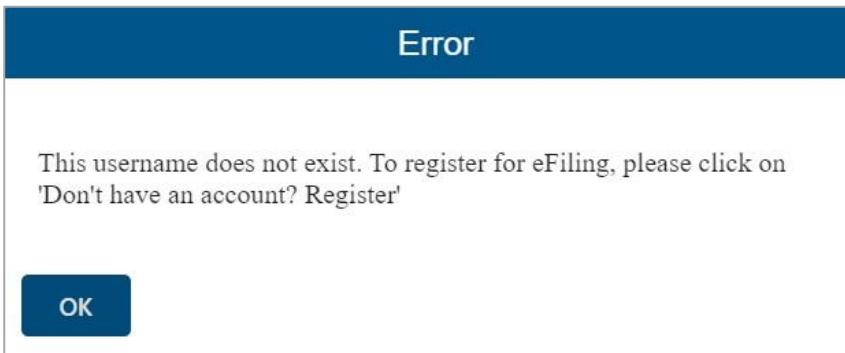 Error
This username does not exist. To register for eFiling, please click on
'Don't have an account? Register'
OK